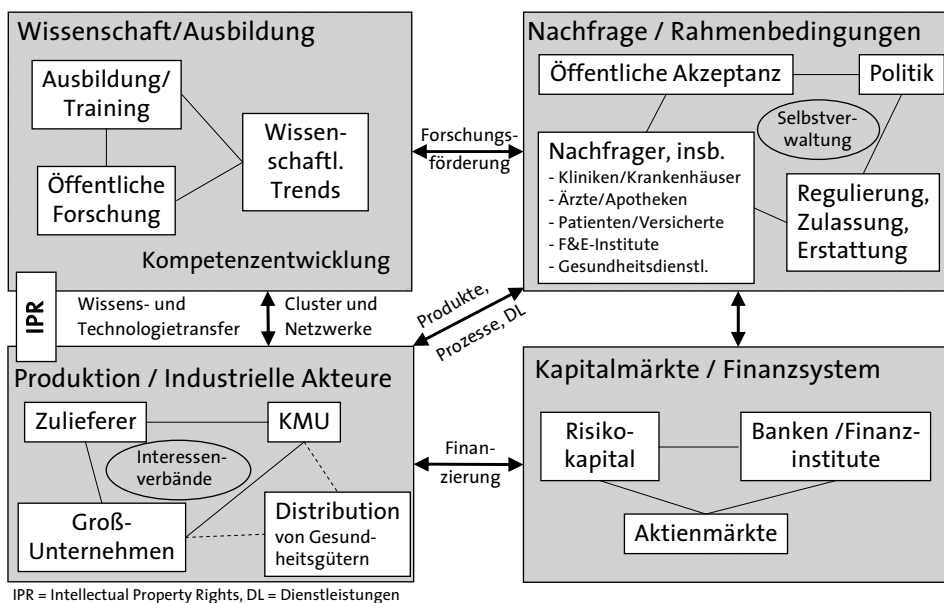 Wissenschaft/Ausbildung
Ausbildung/
Training
Öffentliche
Forschung
Wissen-
schaftl.
Trends
Kompetenzentwicklung
Forschungs-
förderung
Nachfrage / Rahmenbedingungen
Öffentliche Akzeptanz
Politik
Selbstver-
waltung
Nachfrager, insb.
- Kliniken/Krankenhäuser
- Ärzte/Apotheken
- Patienten/Versicherte
- F&E-Institute
- Gesundheitsdienstl.
Regulierung,
Zulassung,
Erstattung
IPR
Wissens- und
Technologietransfer
Cluster und
Netzwerke
Produkte,
Prozesse, DL
Produktion / Industrielle Akteure
Zulieferer
KMU
Interessen-
verbände
Groß-
Unternehmen
Distribution
von Gesund-
heitsgütern
Finan-
zierung
Kapitalmärkte / Finanzsystem
Risiko-
kapital
Banken /Finanz-
institute
Aktienmärkte
IPR = Intellectual Property Rights, DL = Dienstleistungen